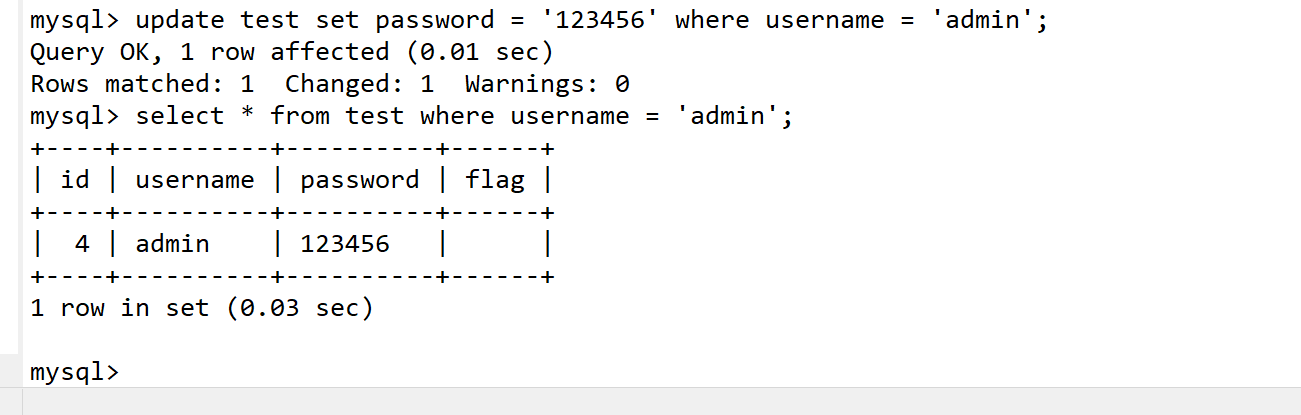 mysql> update test set password = '123456' where username = 'admin';
Query OK, 1 row affected (0.01 sec)
Rows matched: 1  Changed: 1  Warnings: 0
mysql> select * from test where username = 'admin';
+----+----------+----------+------+
| id | username | password | flag |
+----+----------+----------+------+
|  4 | admin    | 123456   |      |
+----+----------+----------+------+
1 row in set (0.03 sec)
mysql>